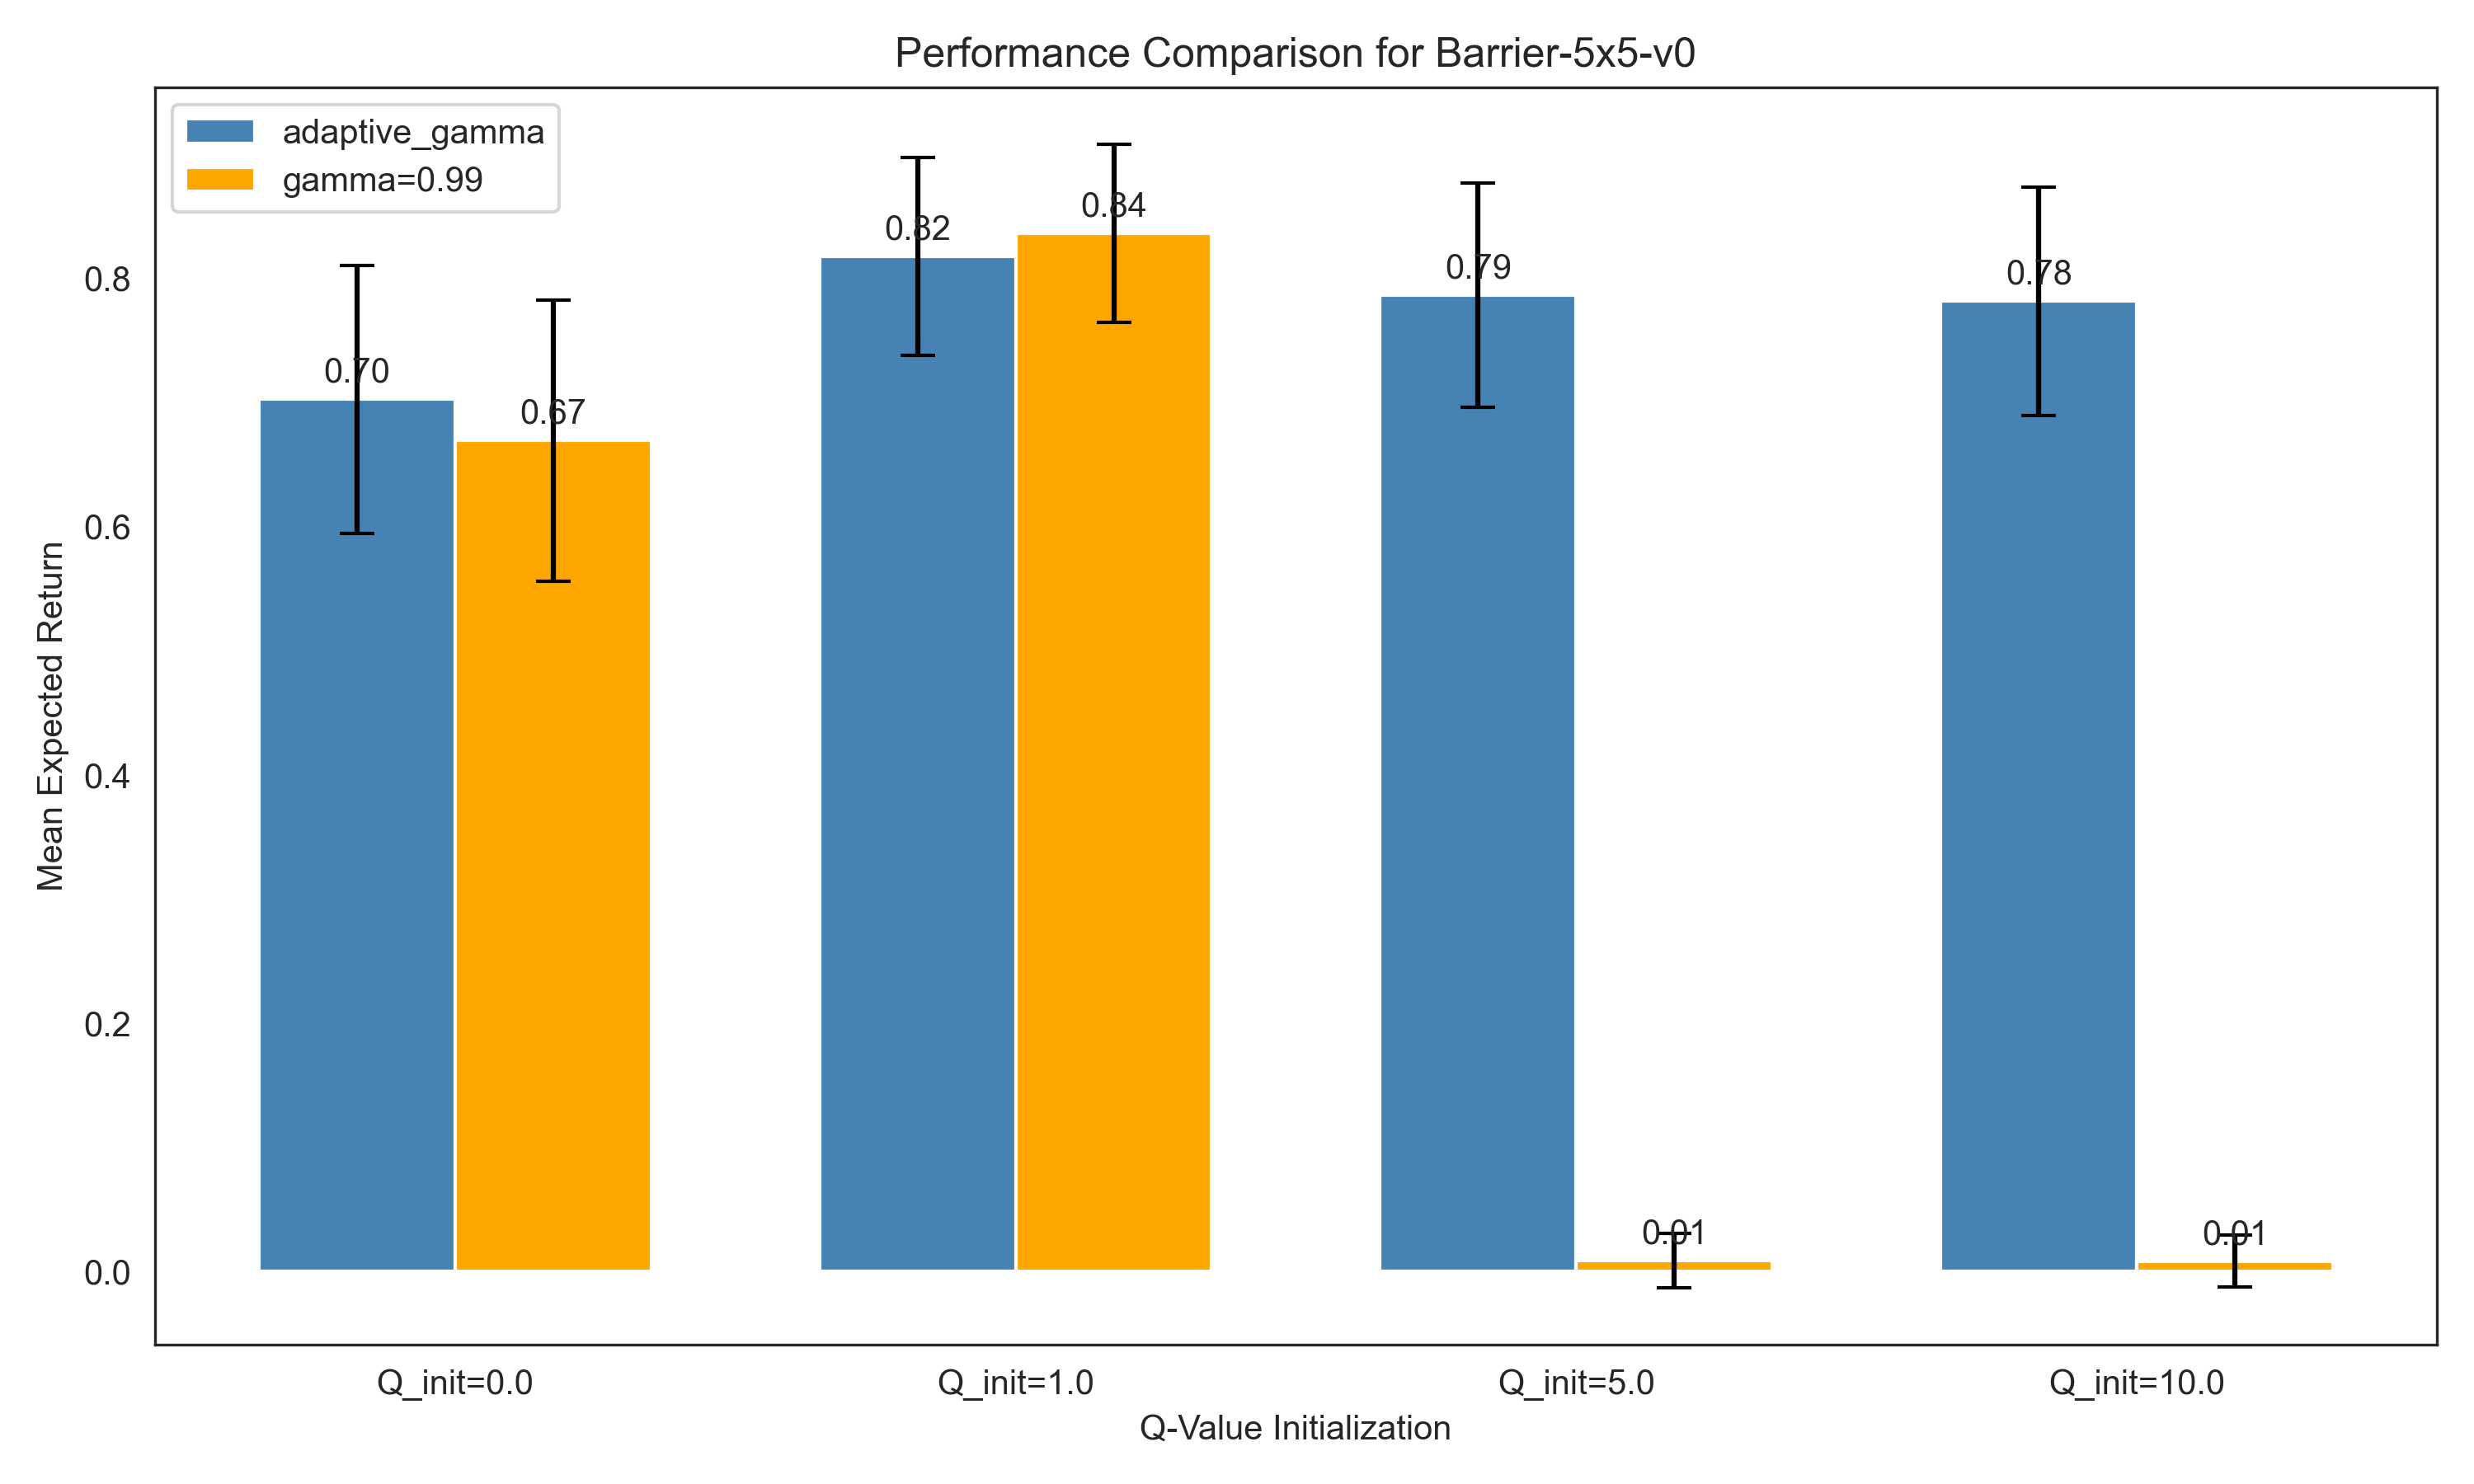 Performance Comparison for Barrier-5x5-v0
adaptive_gamma
gamma=0.99
Mean Expected Return
0.8
0.6
0.4
0.2
0.0
0.70
0.67
0.82
0.84
0.79
0.01
0.78
0.01
Q_init=0.0
Q_init=1.0
Q_init=5.0
Q_init=10.0
Q-Value Initialization